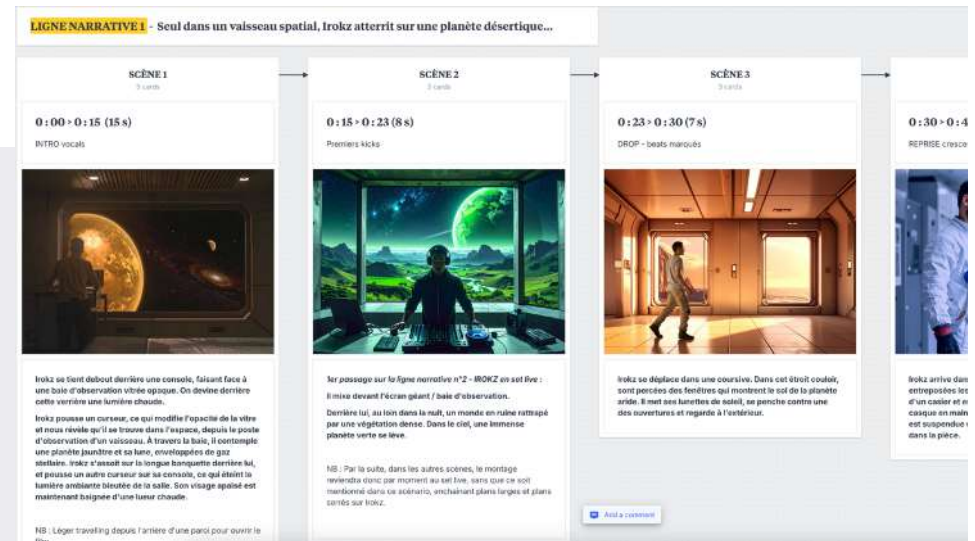 LIGNE NARRATIVE 1 - Seul dans un vaisseau spatial, Irokz atterrit sur une planète désertique...
SCÈNE 1
SCÈNE 2
SCÈNE 3
0:00 > 0:15 (15 s)
INTRO vocals
0:15 > 0:23 (8 s)
Premiers kicks
0:23 > 0:30 (7 s)
DROP - beats marqués
0:30 > 0:4
REPRISE cresce
Irokz se tient debout derrière une console, faisant face à
une baie d'observation vitrée opaque. On devine derrière
cette verrière une lumière chaude.
Irokz pousse un curseur, ce qui modifie l'opacité de la vitre
et nous révèle qu'il se trouve dans l'espace, depuis le poste
d'observation d'un vaisseau. À travers la baie, il contemple
une planète jaunâtre et sa lune, enveloppées de gaz
stellaire. Irokz s'assoit sur la longue banquette derrière lui,
et pousse un autre curseur sur sa console, ce qui éteint la
lumière ambiante bleutée de la salle. Son visage apaisé est
maintenant baignée d'une lueur chaude.
NB : Léger travelling depuis l'arrière d'une paroi pour ouvrir le
1er passage sur la ligne narrative n°2 - IROKZ en set live :
Il mixe devant l'écran géant / baie d'observation.
Derrière lui, au loin dans la nuit, un monde en ruine rattrapé
par une végétation dense. Dans le ciel, une immense
planète verte se lève.
NB : Par la suite, dans les autres scènes, le montage
reviendra donc par moment au set live, sans que ce soit
mentionné dans ce scénario, enchaînant plans larges et plans
serrés sur Irokz.
Irokz se déplace dans une coursive. Dans cet étroit couloir,
sont percées des fenêtres qui montrent le sol de la planète
aride. Il met ses lunettes de soleil, se penche contre une
des ouvertures et regarde à l'extérieur.
Irokz arrive dan
entreposées les
d'un casier et e
casque en main
est suspendue
dans la pièce.
Add a comment